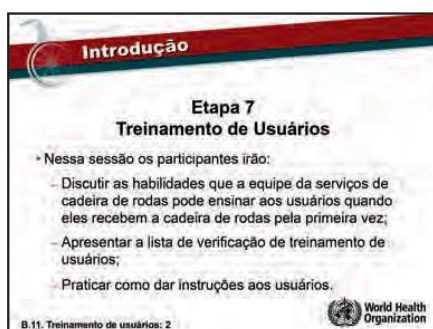 Introdução
Etapa 7
Treinamento de Usuários
• Nessa sessão os participantes irão:
– Discutir as habilidades que a equipe da serviços de
cadeira de rodas pode ensinar aos usuários quando
eles recebem a cadeira de rodas pela primeira vez;
– Apresentar a lista de verificação de treinamento de
usuários;
– Praticar como dar instruções aos usuários.
World Health
Organization
B.11. Treinamento de usuários: 2